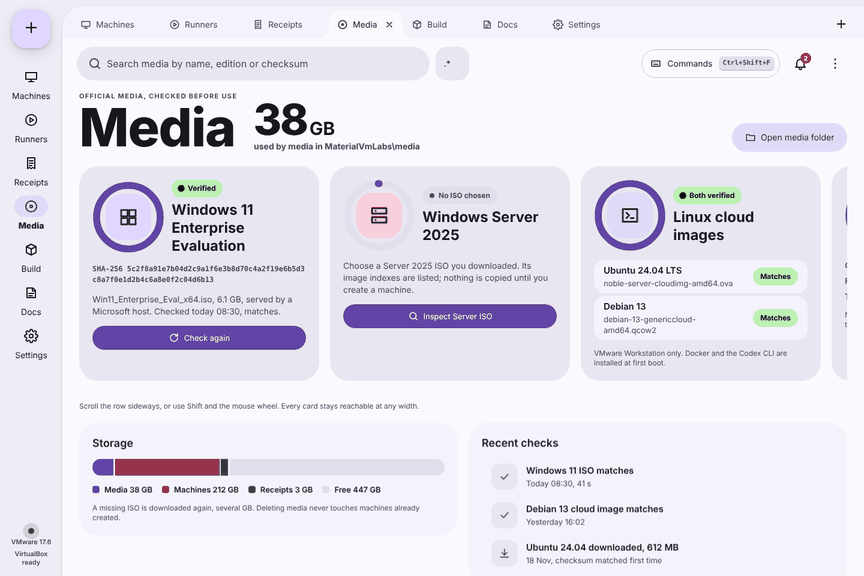 Machines
Runners
Receipts
Media
Build
Docs
Settings
Search media by name, edition or checksum
.*
Commands
Ctrl+Shift+F
2
Machines
Runners
Receipts
Media
Build
Docs
Settings
VMware 17.6
VirtualBox
ready
OFFICIAL MEDIA, CHECKED BEFORE USE
Media
38 GB
used by media in MaterialVmLabs\media
Open media folder
Verified
Windows 11
Enterprise
Evaluation
SHA-256 5c2f8a91e7b04d2c9a1f6e3b8d70c4a2f19e6b5d3
c8a7f0e1d2b4c6a8e0f2c04d6b13
Win11_Enterprise_Eval_x64.iso, 6.1 GB, served by a
Microsoft host. Checked today 08:30, matches.
Check again
No ISO chosen
Windows Server
2025
Choose a Server 2025 ISO you downloaded. Its
image indexes are listed; nothing is copied until you
create a machine.
Inspect Server ISO
Both verified
Linux cloud
images
Ubuntu 24.04 LTS
noble-server-cloudimg-amd64.ova
Matches
Debian 13
debian-13-genericcloud-
amd64.qcow2
Matches
VMware Workstation only. Docker and the Codex CLI are
installed at first boot.
Scroll the row sideways, or use Shift and the mouse wheel. Every card stays reachable at any width.
Storage
Media 38 GB
Machines 212 GB
Receipts 3 GB
Free 447 GB
A missing ISO is downloaded again, several GB. Deleting media never touches machines already
created.
Recent checks
Windows 11 ISO matches
Today 08:30, 41 s
Debian 13 cloud image matches
Yesterday 16:02
Ubuntu 24.04 downloaded, 612 MB
18 Nov, checksum matched first time